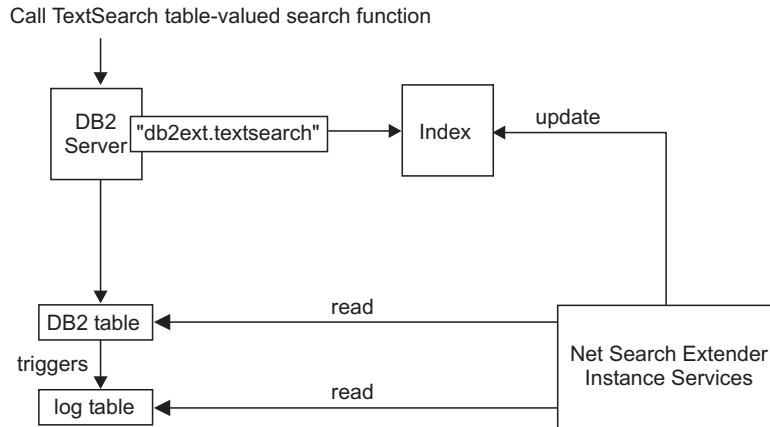 Call TextSearch table-valued search function
DB2
Server
"db2ext.textsearch"
Index
update
DB2 table
read
triggers
Net Search Extender
Instance Services
log table
read